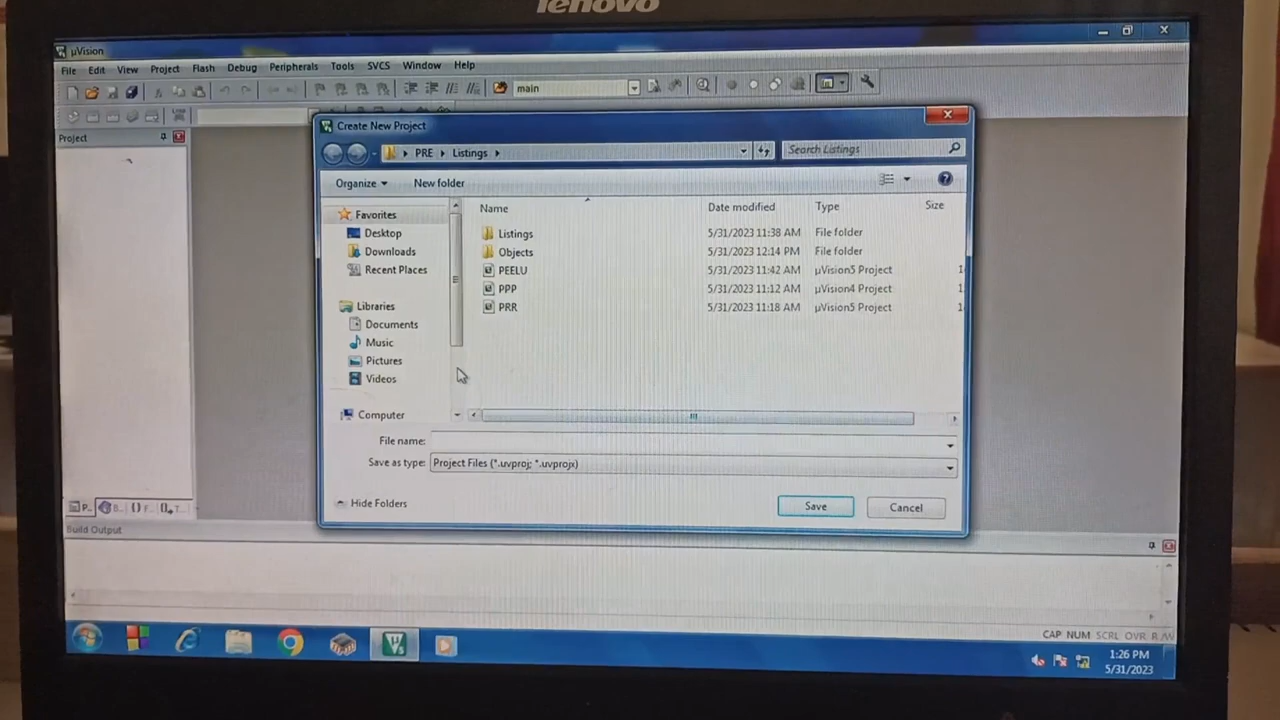 lenovo
µVision
File Edit View Project Flash Debug Peripherals Tools SVCS Window Help
main
Project
Create New Project
PRE Listings
Search Listings
Organize New folder
Name Date modified Type Size
Favorites
Desktop
Downloads
Recent Places
Libraries
Documents
Music
Pictures
Videos
Computer
Listings 5/31/2023 11:38 AM File folder
Objects 5/31/2023 12:14 PM File folder
PEELU 5/31/2023 11:42 AM µVision5 Project
PPP 5/31/2023 11:12 AM µVision4 Project
PRR 5/31/2023 11:18 AM µVision5 Project
File name:
Save as type: Project Files (*.uvproj; *.uvprojx)
Hide Folders
Save Cancel
P... B... {} F... T...
Build Output
CAP NUM SCRL OVR R/W
1:26 PM
5/31/2023